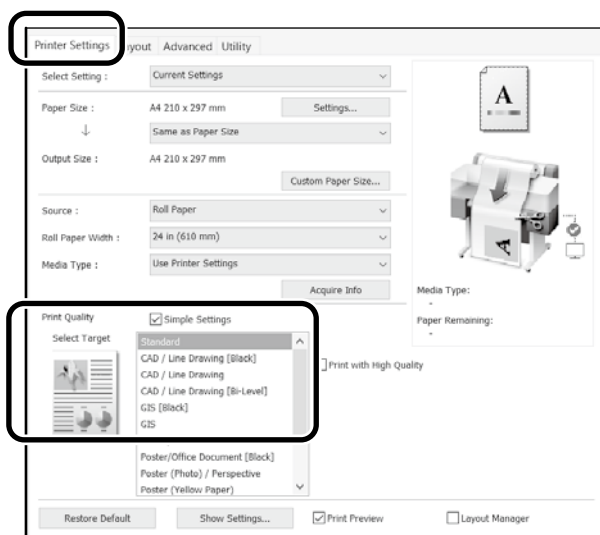 Printer Settings yout Advanced Utility
Select Setting : Current Settings
Paper Size : A4 210 x 297 mm Settings...
↓ Same as Paper Size
Output Size : A4 210 x 297 mm
Custom Paper Size...
Source : Roll Paper
Roll Paper Width : 24 in (610 mm)
Media Type : Use Printer Settings
Acquire Info
A
A
Media Type:
-
Paper Remaining:
-
Print Quality Simple Settings
Select Target
Standard
CAD / Line Drawing [Black]
CAD / Line Drawing
CAD / Line Drawing [Bi-Level]
GIS [Black]
GIS
Print with High Quality
Poster/Office Document [Black]
Poster (Photo) / Perspective
Poster (Yellow Paper)
Restore Default Show Settings... Print Preview Layout Manager